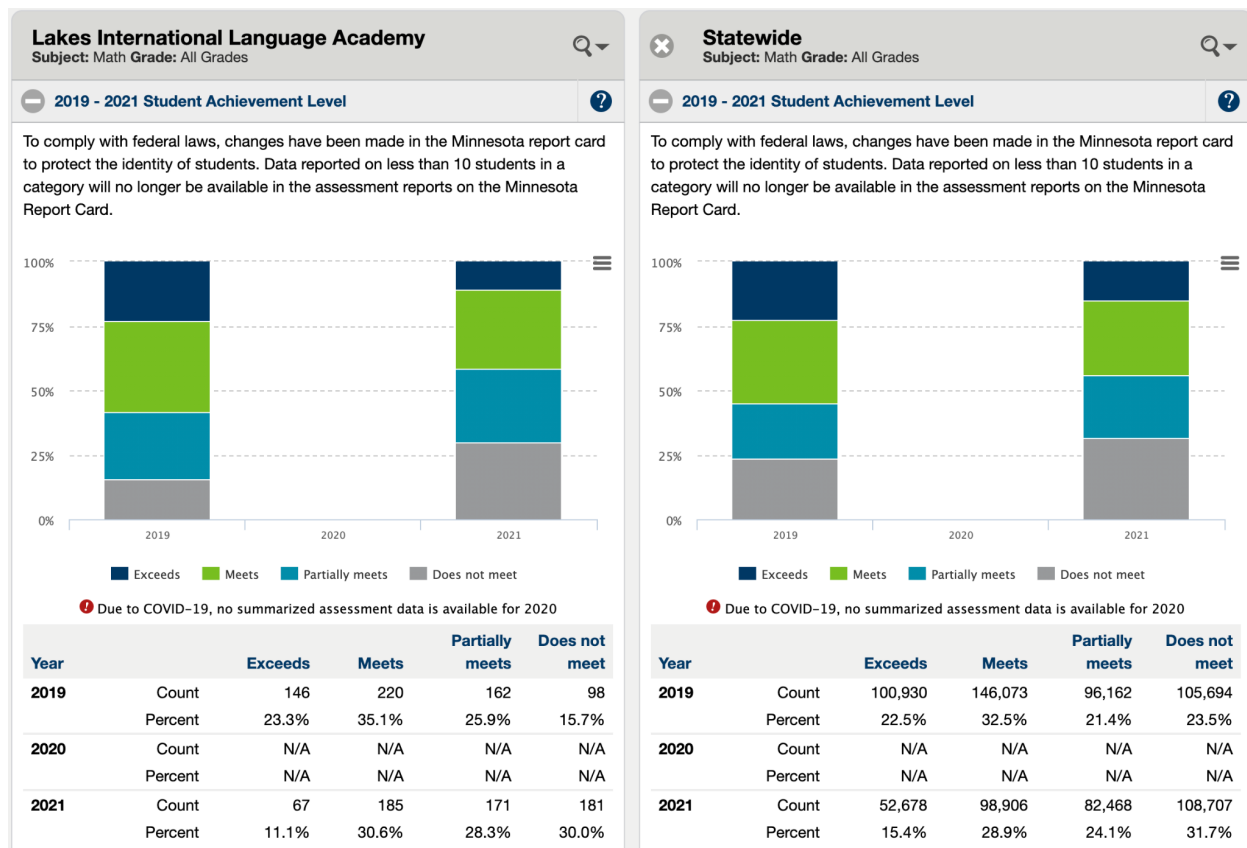 Lakes International Language Academy
Subject: Math Grade: All Grades
2019 - 2021 Student Achievement Level
?
To comply with federal laws, changes have been made in the Minnesota report card
to protect the identity of students. Data reported on less than 10 students in a
category will no longer be available in the assessment reports on the Minnesota
Report Card.
100%
75%
50%
25%
0%
2019 2020 2021
Exceeds Meets Partially meets Does not meet
! Due to COVID-19, no summarized assessment data is available for 2020
Partially Does not
Year Exceeds Meets meets meet
2019 Count 146 220 162 98
Percent 23.3% 35.1% 25.9% 15.7%
2020 Count N/A N/A N/A N/A
Percent N/A N/A N/A N/A
2021 Count 67 185 171 181
Percent 11.1% 30.6% 28.3% 30.0%
Statewide
Subject: Math Grade: All Grades
2019 - 2021 Student Achievement Level
?
To comply with federal laws, changes have been made in the Minnesota report card
to protect the identity of students. Data reported on less than 10 students in a
category will no longer be available in the assessment reports on the Minnesota
Report Card.
100%
75%
50%
25%
0%
2019 2020 2021
Exceeds Meets Partially meets Does not meet
! Due to COVID-19, no summarized assessment data is available for 2020
Partially Does not
Year Exceeds Meets meets meet
2019 Count 100,930 146,073 96,162 105,694
Percent 22.5% 32.5% 21.4% 23.5%
2020 Count N/A N/A N/A N/A
Percent N/A N/A N/A N/A
2021 Count 52,678 98,906 82,468 108,707
Percent 15.4% 28.9% 24.1% 31.7%